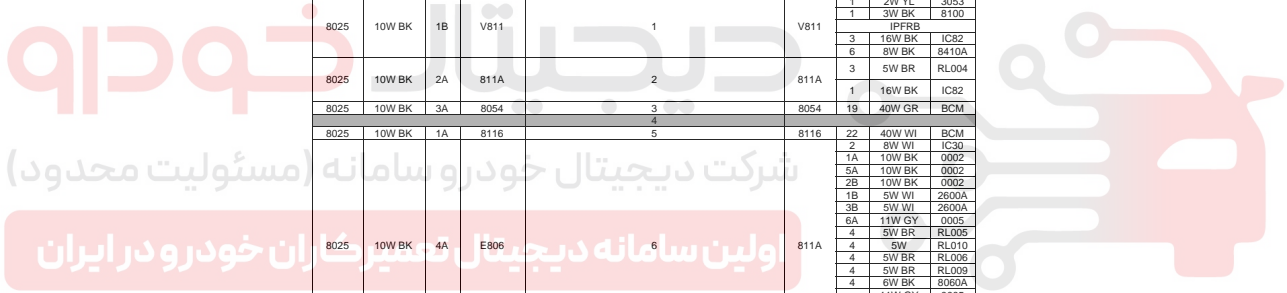 1 2W YL 3053
1 3W BK 8100
8025 10W BK 1B V811 1 V811 IPFRB
3 16W BK IC82
6 8W BK 8410A
8025 10W BK 2A 811A 2 811A 3 5W BR RL004
1 16W BK IC82
8025 10W BK 3A 8054 3 8054 19 40W GR BCM
4
8025 10W BK 1A 8116 5 8116 22 40W WI BCM
2 8W WI IC30
1A 10W BK 0002
5A 10W BK 0002
2B 10W BK 0002
1B 5W WI 2600A
3B 5W WI 2600A
6A 11W GY 0005
4 5W BR RL005
8025 10W BK 4A E806 6 811A 4 5W RL010
4 5W BR RL006
4 5W BR RL009
4 6W BK 8060A
دیجیتال خودرو
شرکت دیجیتال خودرو سامانه (مسئولیت محدود)
اولین سامانه دیجیتال تعمیرکاران خودرو در ایران